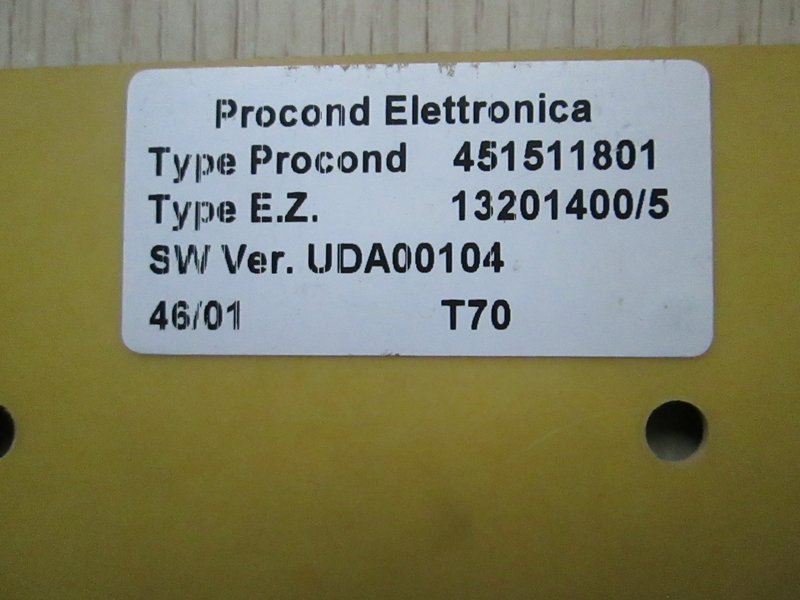 Procond Elettronica
Type Procond 451511801
Type E.Z. 13201400/5
SW Ver. UDA00104
46/01 T70